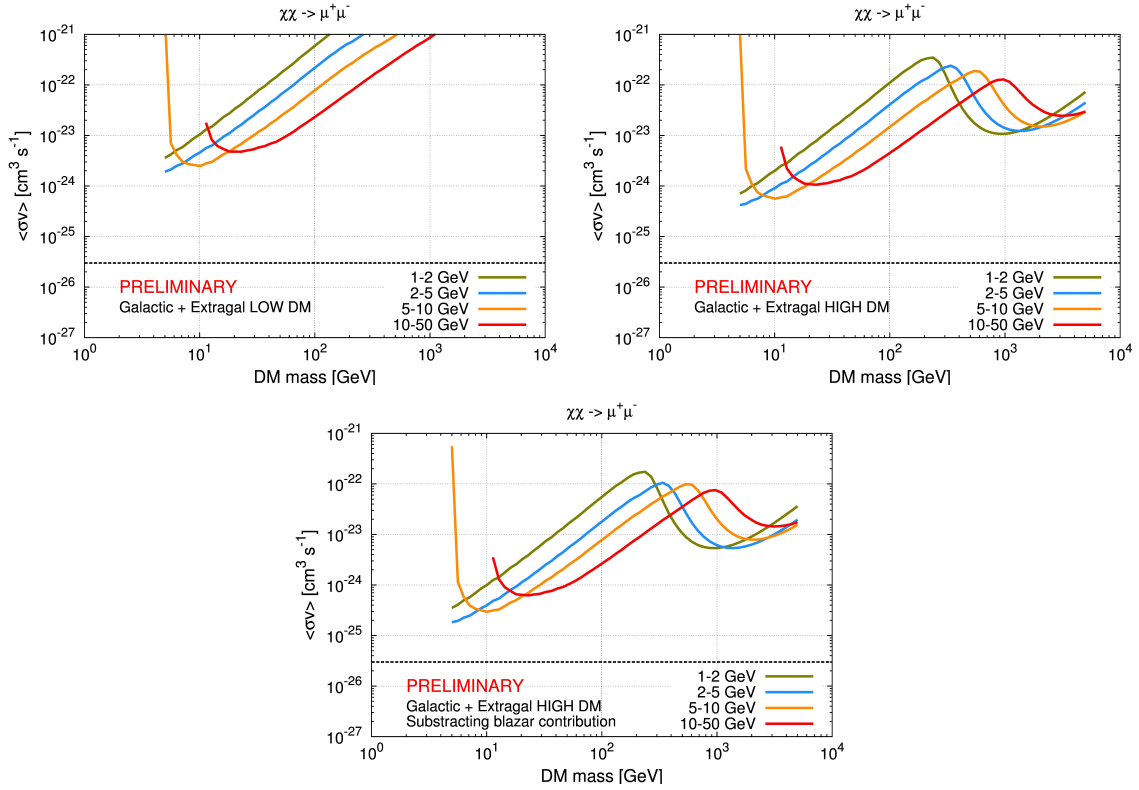 χχ -> μ⁺μ⁻
<σv> [cm³ s⁻¹]
10⁻²¹
10⁻²²
10⁻²³
10⁻²⁴
10⁻²⁵
10⁻²⁶
10⁻²⁷
PRELIMINARY
Galactic + Extragal LOW DM
1-2 GeV
2-5 GeV
5-10 GeV
10-50 GeV
10⁰ 10¹ 10² 10³ 10⁴
DM mass [GeV]
χχ -> μ⁺μ⁻
<σv> [cm³ s⁻¹]
10⁻²¹
10⁻²²
10⁻²³
10⁻²⁴
10⁻²⁵
10⁻²⁶
10⁻²⁷
PRELIMINARY
Galactic + Extragal HIGH DM
1-2 GeV
2-5 GeV
5-10 GeV
10-50 GeV
10⁰ 10¹ 10² 10³ 10⁴
DM mass [GeV]
χχ -> μ⁺μ⁻
<σv> [cm³ s⁻¹]
10⁻²¹
10⁻²²
10⁻²³
10⁻²⁴
10⁻²⁵
10⁻²⁶
10⁻²⁷
PRELIMINARY
Galactic + Extragal HIGH DM
Substracting blazar contribution
1-2 GeV
2-5 GeV
5-10 GeV
10-50 GeV
10⁰ 10¹ 10² 10³ 10⁴
DM mass [GeV]